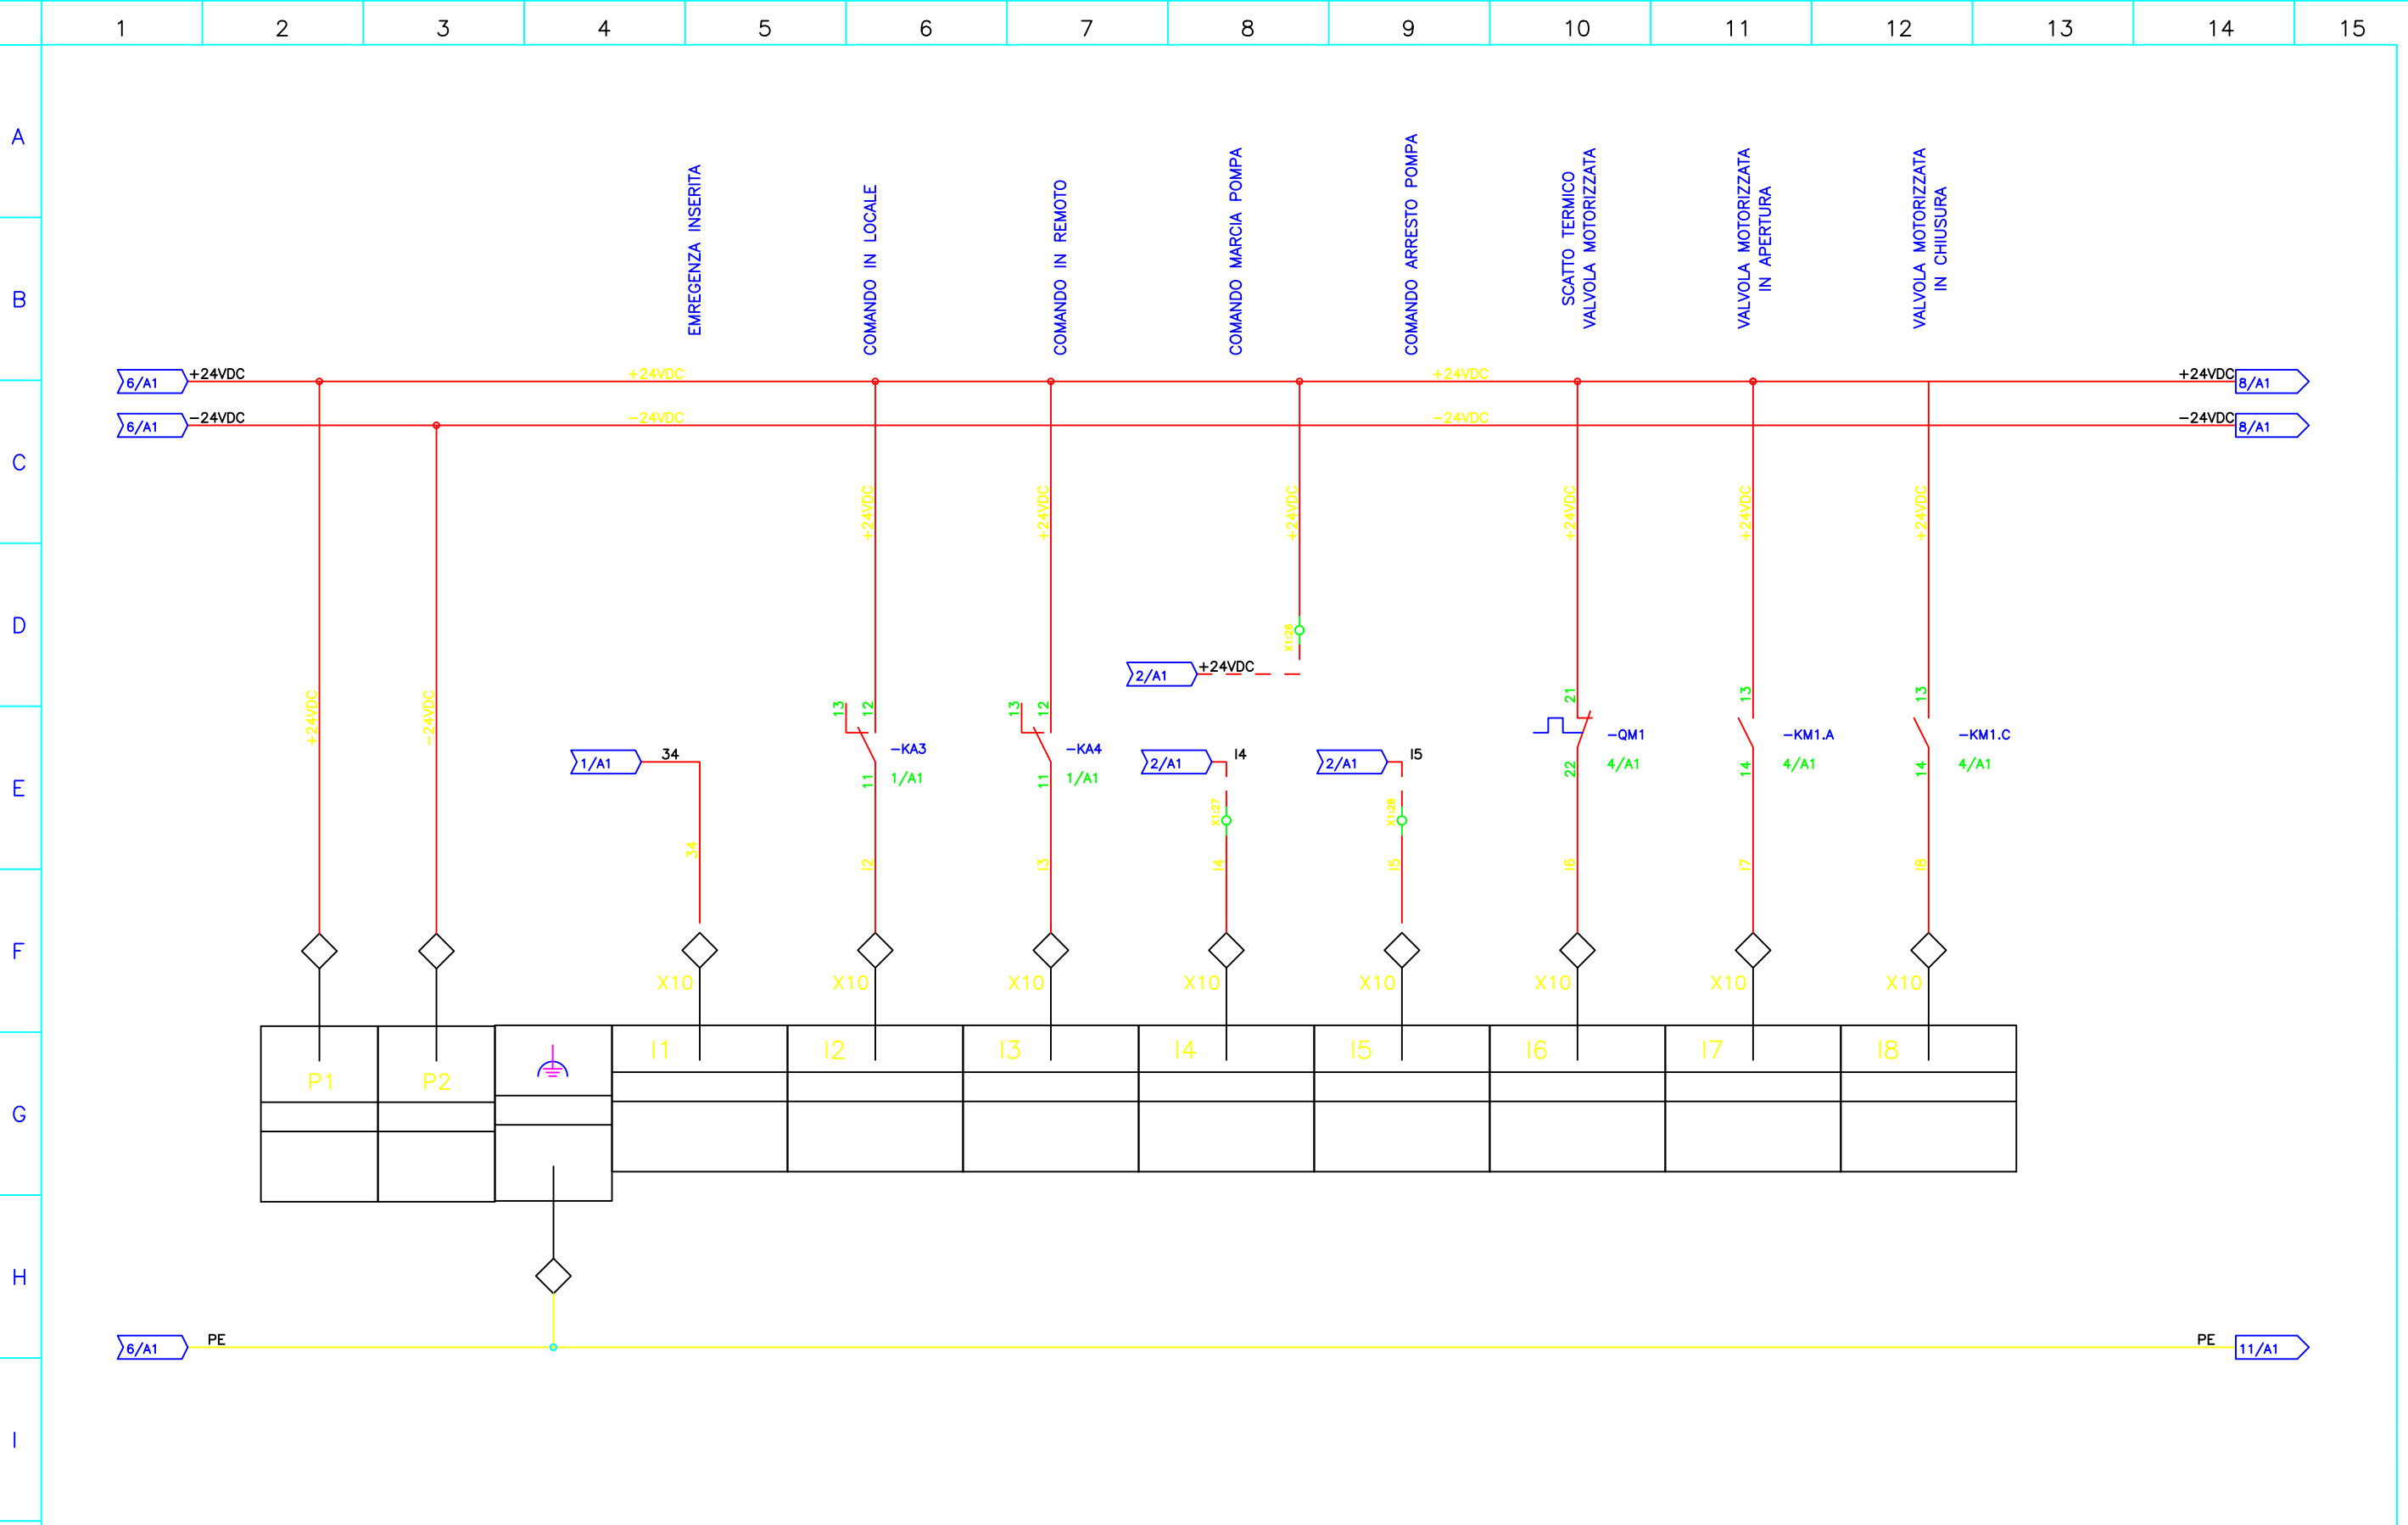 1 2 3 4 5 6 7 8 9 10 11 12 13 14 15
A
B
C
D
E
F
G
H
I
EMREGENZA INSERITA
COMANDO IN LOCALE
COMANDO IN REMOTO
COMANDO MARCIA POMPA
COMANDO ARRESTO POMPA
SCATTO TERMICO
VALVOLA MOTORIZZATA
VALVOLA MOTORIZZATA
IN APERTURA
VALVOLA MOTORIZZATA
IN CHIUSURA
6/A1 +24VDC +24VDC +24VDC +24VDC 8/A1
6/A1 -24VDC -24VDC -24VDC -24VDC 8/A1
+24VDC +24VDC +24VDC +24VDC +24VDC +24VDC
X1:26
2/A1 +24VDC
+24VDC -24VDC
13 12 13 12 21 13 13
-KA3 -KA4 -QM1 -KM1.A -KM1.C
1/A1 34 2/A1 I4 2/A1 I5
11 1/A1 11 1/A1 22 4/A1 14 4/A1 14 4/A1
X1:27 X1:28
34 I2 I3 I4 I5 I6 I7 I8
X10 X10 X10 X10 X10 X10 X10 X10
I1 I2 I3 I4 I5 I6 I7 I8
P1 P2
6/A1 PE PE 11/A1